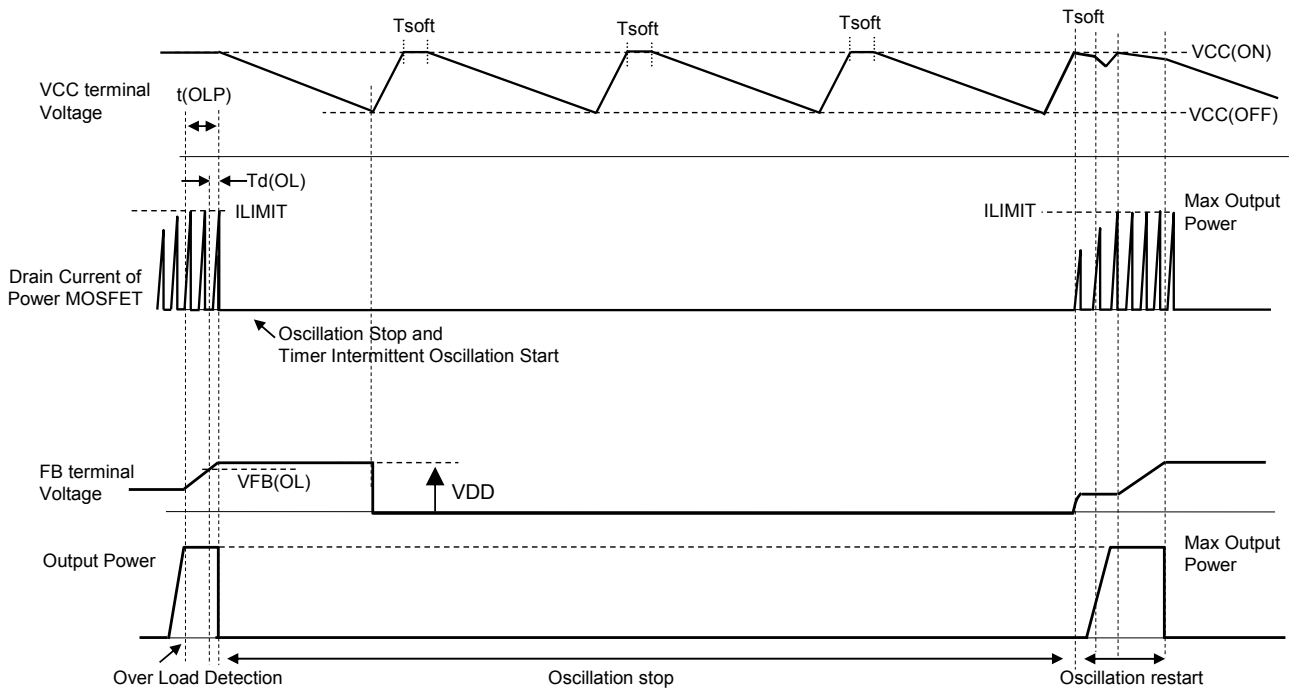 Tsoft
Tsoft
Tsoft
Tsoft
VCC(ON)
VCC terminal
Voltage
t(OLP)
VCC(OFF)
Td(OL)
ILIMIT
ILIMIT
Max Output
Power
Drain Current of
Power MOSFET
Oscillation Stop and
Timer Intermittent Oscillation Start
FB terminal
Voltage
VFB(OL)
VDD
Output Power
Max Output
Power
Over Load Detection
Oscillation stop
Oscillation restart